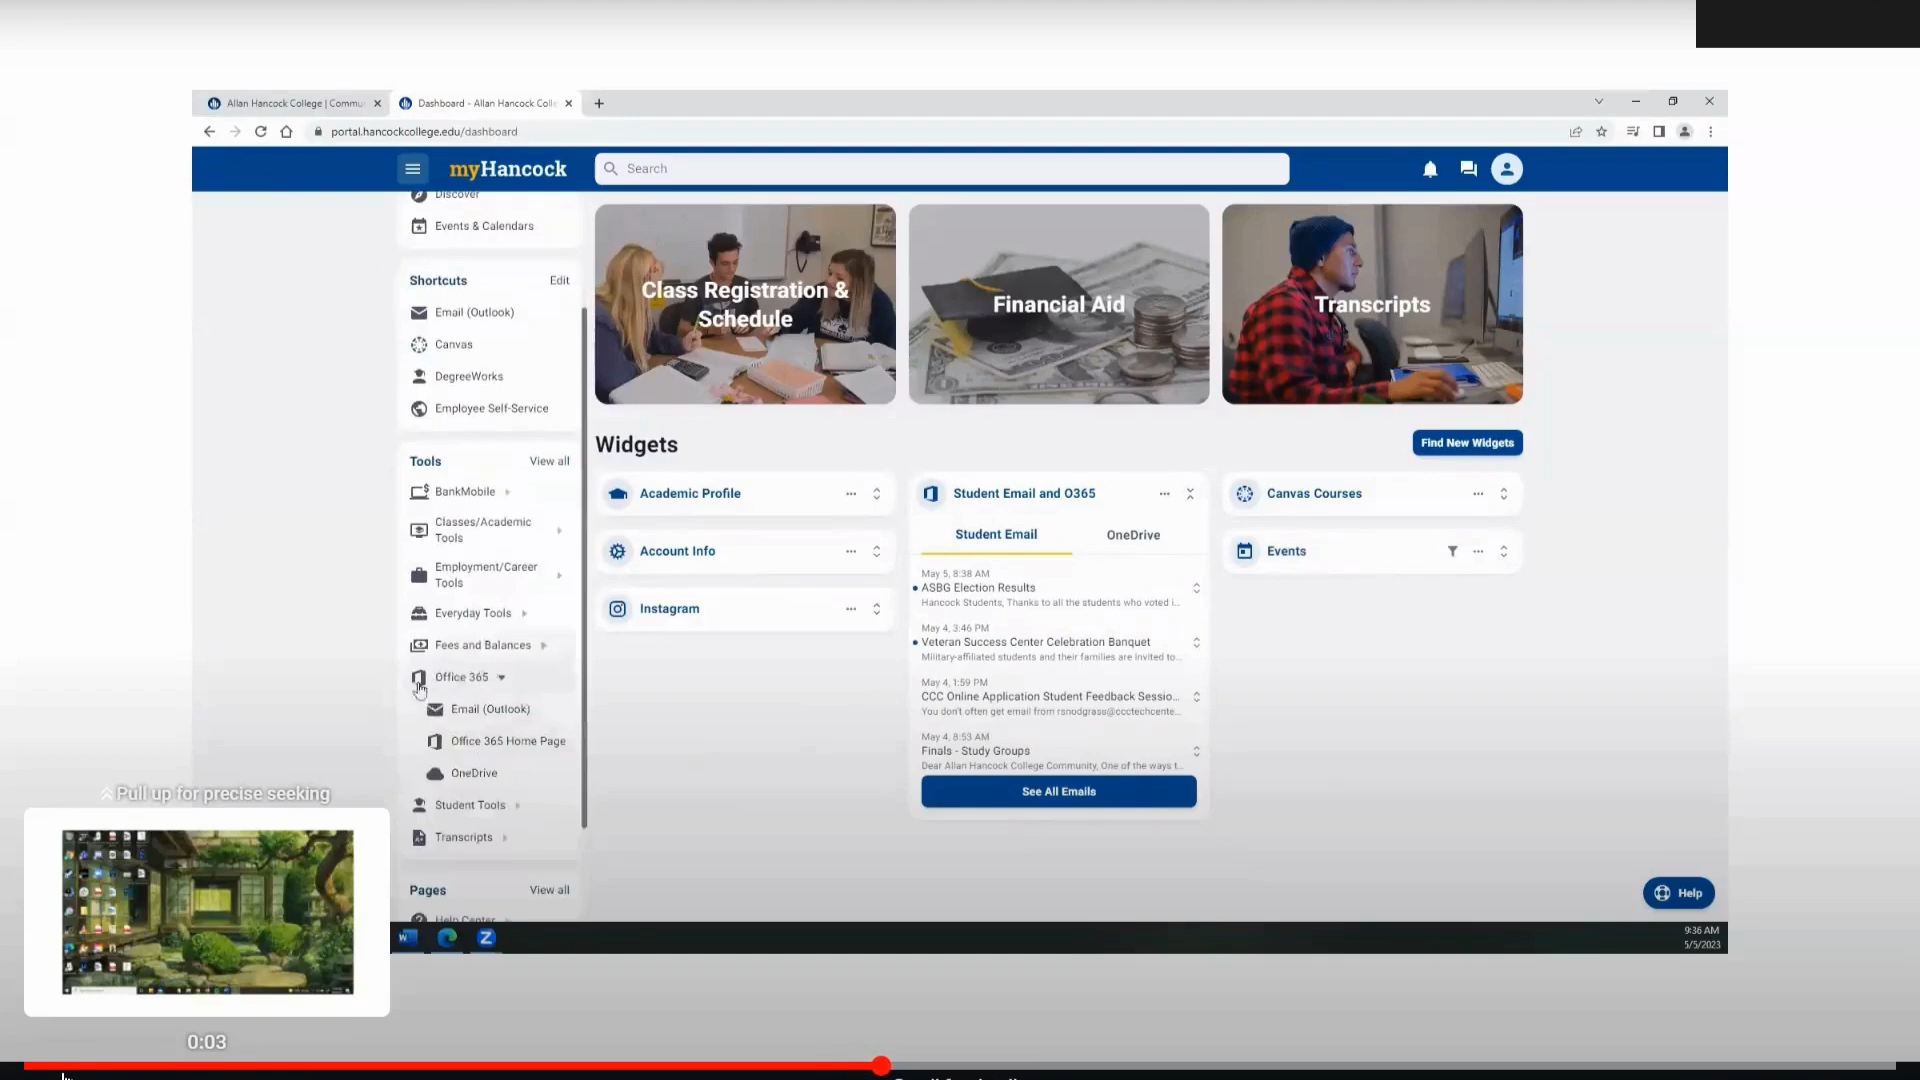 Allan Hancock College | Commu
Dashboard - Allan Hancock Colle
portal.hancockcollege.edu/dashboard
myHancock
Search
Discover
Events & Calendars
Shortcuts
Edit
Email (Outlook)
Canvas
DegreeWorks
Employee Self-Service
Tools
View all
BankMobile
Classes/Academic
Tools
Employment/Career
Tools
Everyday Tools
Fees and Balances
Office 365
Email (Outlook)
Office 365 Home Page
OneDrive
Student Tools
Transcripts
Pages
View all
Help Center
Class Registration &
Schedule
Financial Aid
Transcripts
Widgets
Find New Widgets
Academic Profile
Account Info
Instagram
Student Email and O365
Student Email
OneDrive
May 5, 8:38 AM
ASBG Election Results
Hancock Students, Thanks to all the students who voted i...
May 4, 3:46 PM
Veteran Success Center Celebration Banquet
Military-affiliated students and their families are invited to...
May 4, 1:59 PM
CCC Online Application Student Feedback Sessio...
You don't often get email from rsnodgrass@ccctechcente...
May 4, 8:53 AM
Finals - Study Groups
Dear Allan Hancock College Community, One of the ways t...
See All Emails
Canvas Courses
Events
Help
9:36 AM
5/5/2023
Pull up for precise seeking
0:03